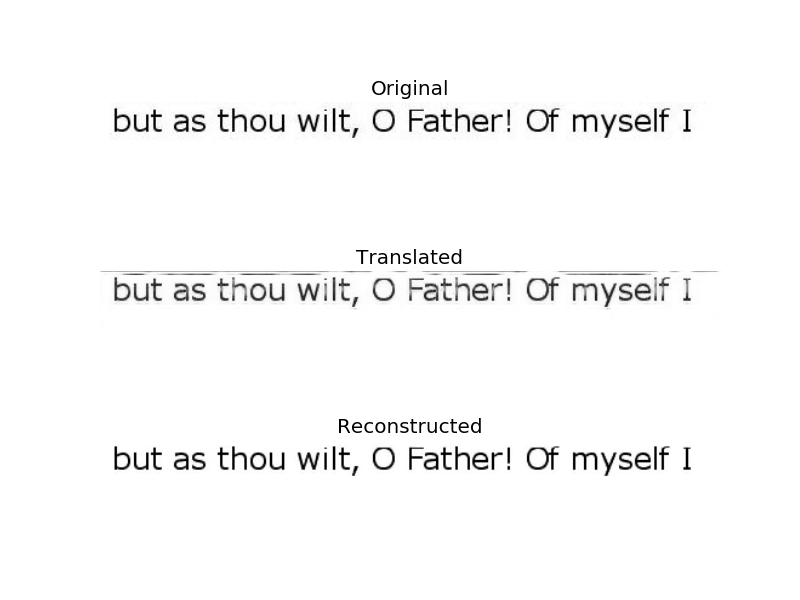 Original
but as thou wilt, O Father! Of myself I
Translated
but as thou wilt, O Father! Of myself I
Reconstructed
but as thou wilt, O Father! Of myself I